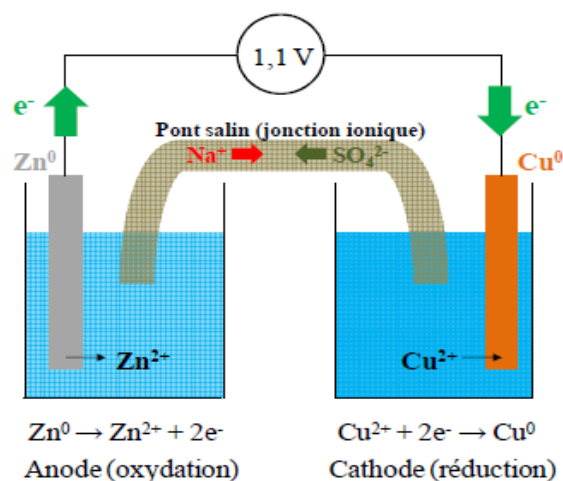 1,1 V
e⁻
e⁻
Pont salin (jonction ionique)
Na⁺ SO₄²⁻
Zn⁰
Cu⁰
Zn²⁺
Cu²⁺
Zn⁰ → Zn²⁺ + 2e⁻
Anode (oxydation)
Cu²⁺ + 2e⁻ → Cu⁰
Cathode (réduction)